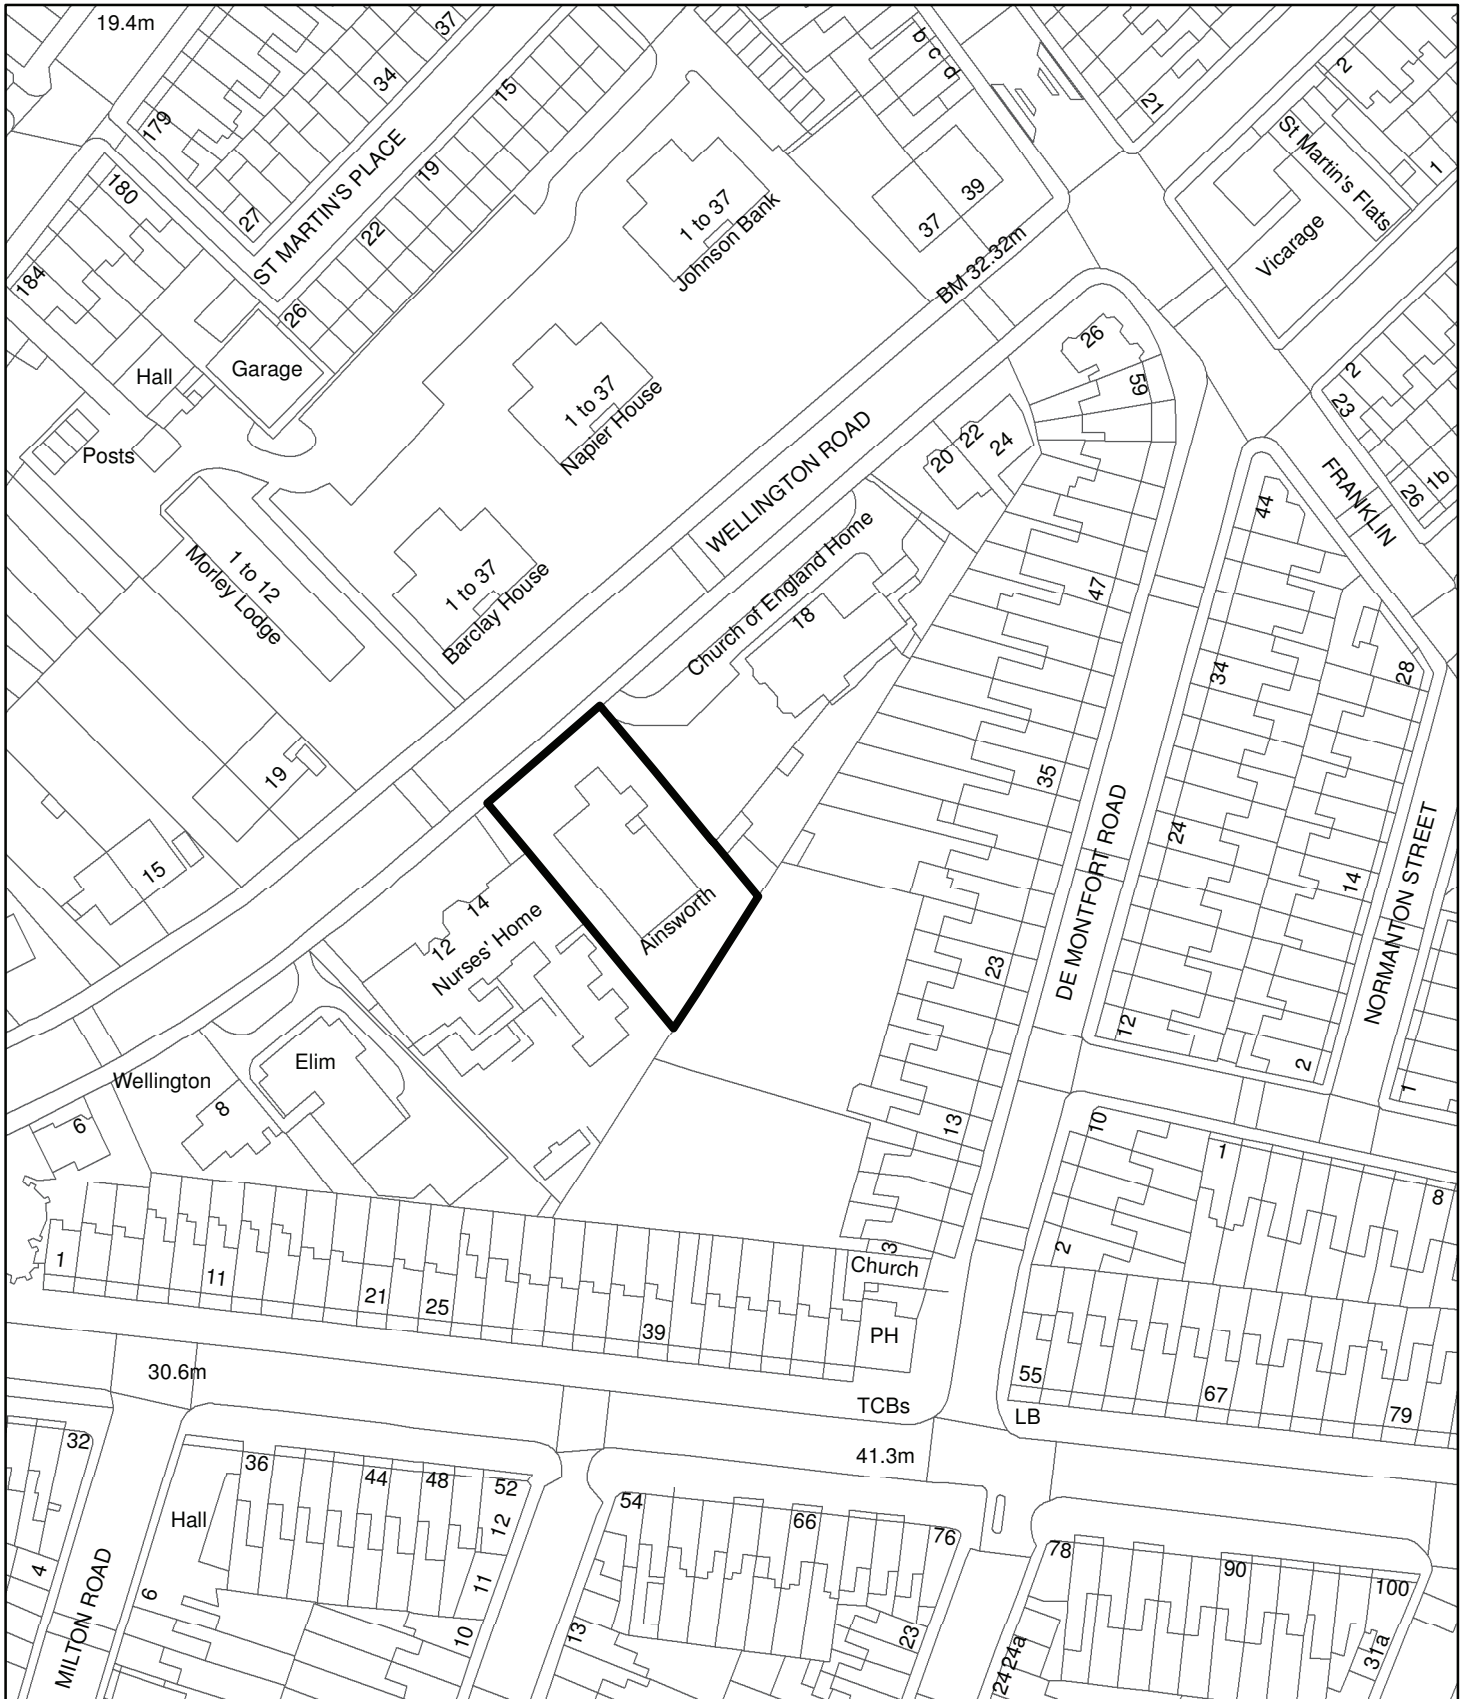 19.4m
37
34
15
179
ST MARTIN'S PLACE
19
180
27
22
184
26
Hall
Garage
Posts
b c d
21
2
St Martin's Flats
1
Vicarage
1 to 37
Johnson Bank
39
37
BM 32.32m
1 to 37
Napier House
26
59
2
23
FRANKLIN
26
1b
WELLINGTON ROAD
20
22
24
44
1 to 12
Morley Lodge
1 to 37
Barclay House
Church of England Home
18
47
34
28
19
15
35
24
DE MONTFORT ROAD
14
NORMANTON STREET
14
12
Nurses' Home
Ainsworth
23
12
2
1
Elim
Wellington
8
6
13
10
1
8
2
3
Church
1
11
21
25
39
PH
30.6m
TCBs
LB
55
67
79
41.3m
32
36
44
48
52
12
Hall
11
10
4
6
MILTON ROAD
54
66
76
13
23
78
90
100
24
24a
31a